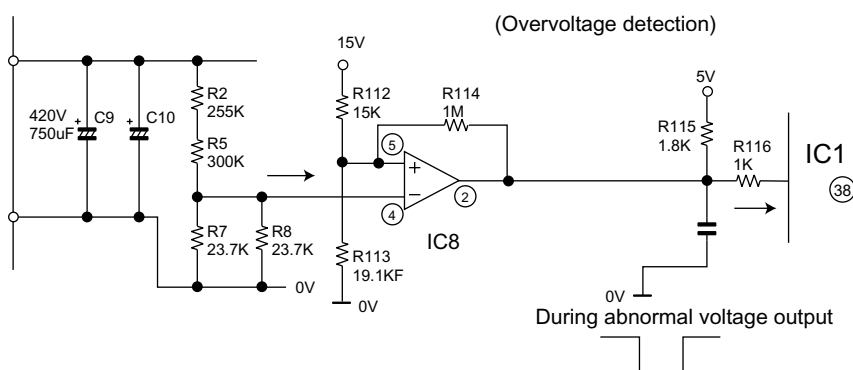 (Overvoltage detection)
15V
5V
R2
255K
R112
15K
R114
1M
420V
750uF
+
C9
+
C10
R115
1.8K
R116
1K
IC1
R5
300K
5
+
−
2
38
4
R7
23.7K
R8
23.7K
IC8
R113
19.1KF
0V
0V
0V
During abnormal voltage output